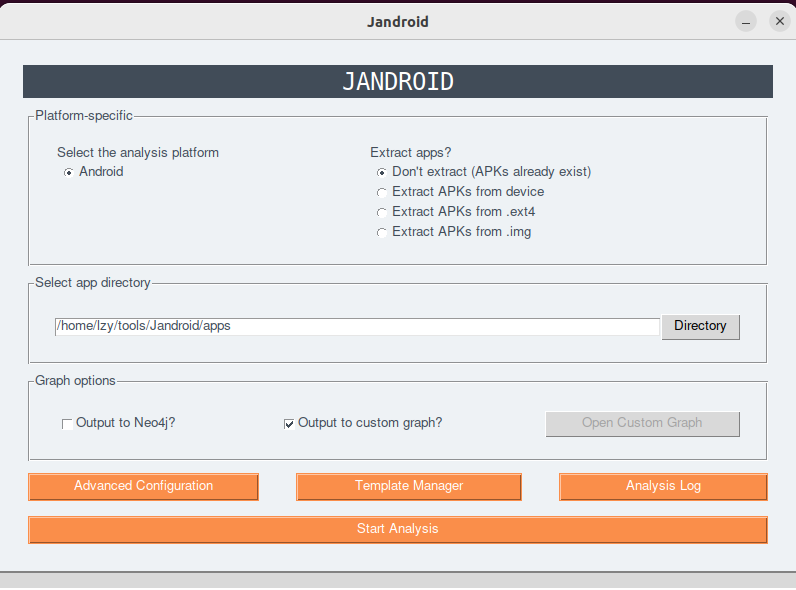 Jandroid
JANDROID
Platform-specific
Select the analysis platform
Android
Extract apps?
Don't extract (APKs already exist)
Extract APKs from device
Extract APKs from .ext4
Extract APKs from .img
Select app directory
/home/lzy/tools/Jandroid/apps
Directory
Graph options
Output to Neo4j?
Output to custom graph?
Open Custom Graph
Advanced Configuration
Template Manager
Analysis Log
Start Analysis